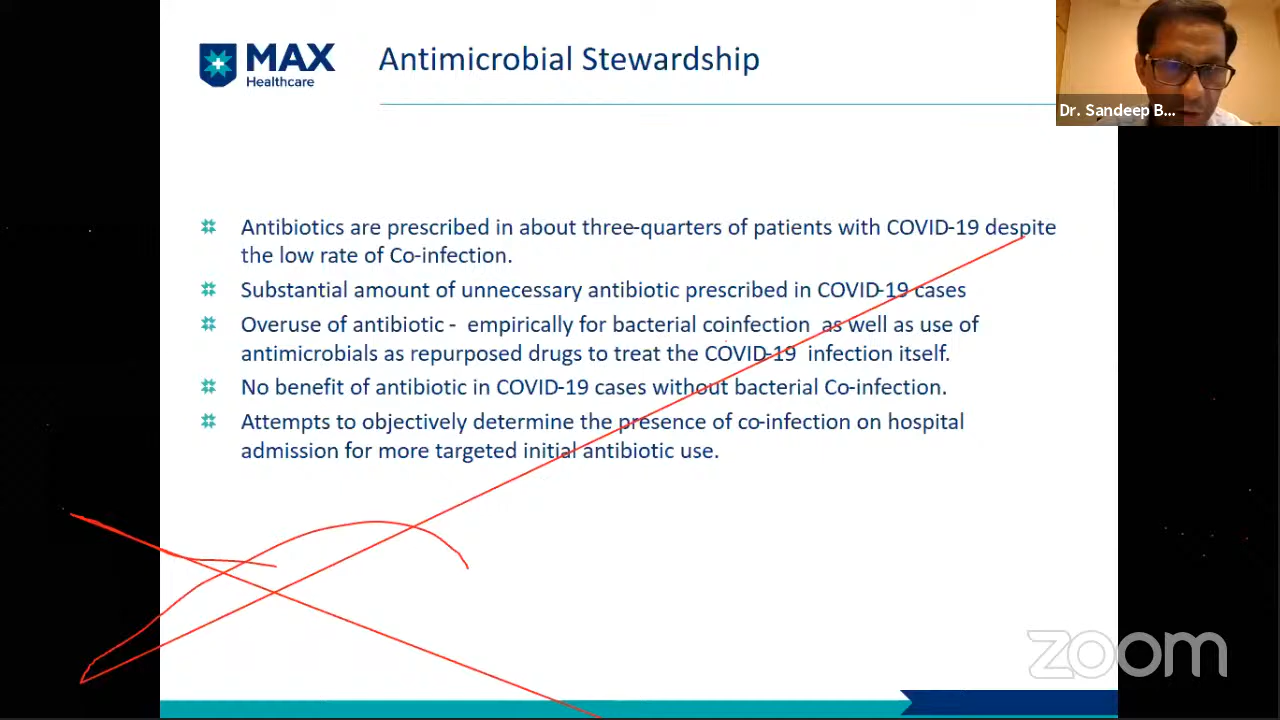 MAX
Healthcare
Antimicrobial Stewardship
Dr. Sandeep B...
Antibiotics are prescribed in about three-quarters of patients with COVID-19 despite
the low rate of Co-infection.
Substantial amount of unnecessary antibiotic prescribed in COVID-19 cases
Overuse of antibiotic - empirically for bacterial coinfection as well as use of
antimicrobials as repurposed drugs to treat the COVID-19 infection itself.
No benefit of antibiotic in COVID-19 cases without bacterial Co-infection.
Attempts to objectively determine the presence of co-infection on hospital
admission for more targeted initial antibiotic use.
zoom